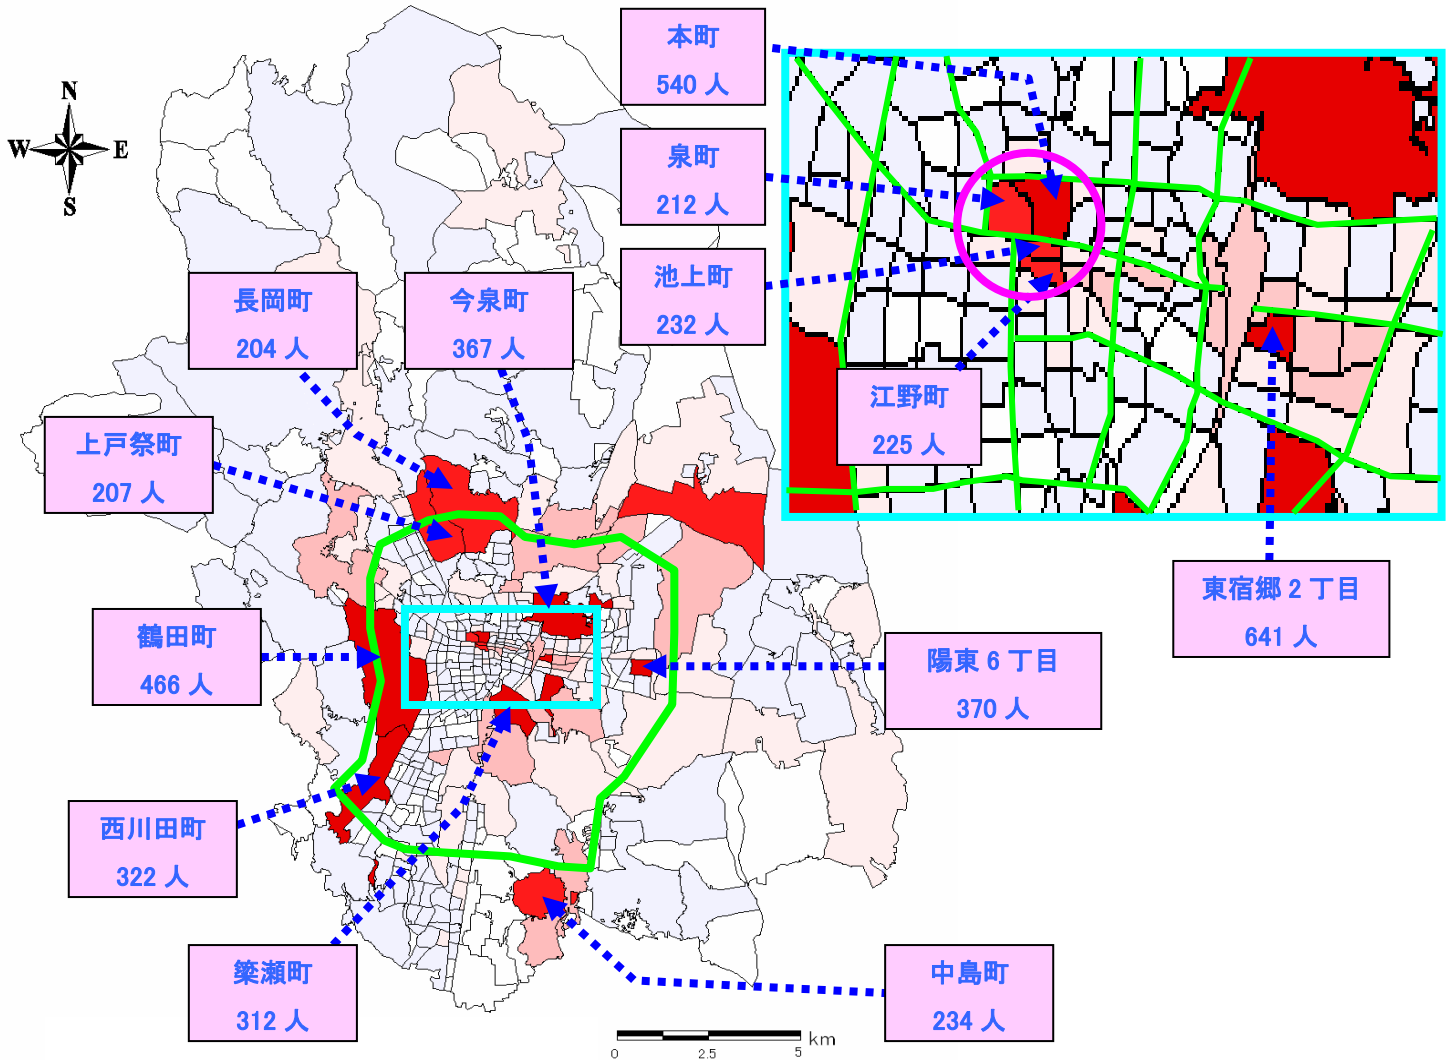 本町
540 人
N
W
E
S
泉町
212 人
池上町
232 人
長岡町
204 人
今泉町
367 人
江野町
225 人
上戸祭町
207 人
東宿郷 2 丁目
641 人
鶴田町
466 人
陽東 6 丁目
370 人
西川田町
322 人
簗瀬町
312 人
中島町
234 人
km
0 2.5 5